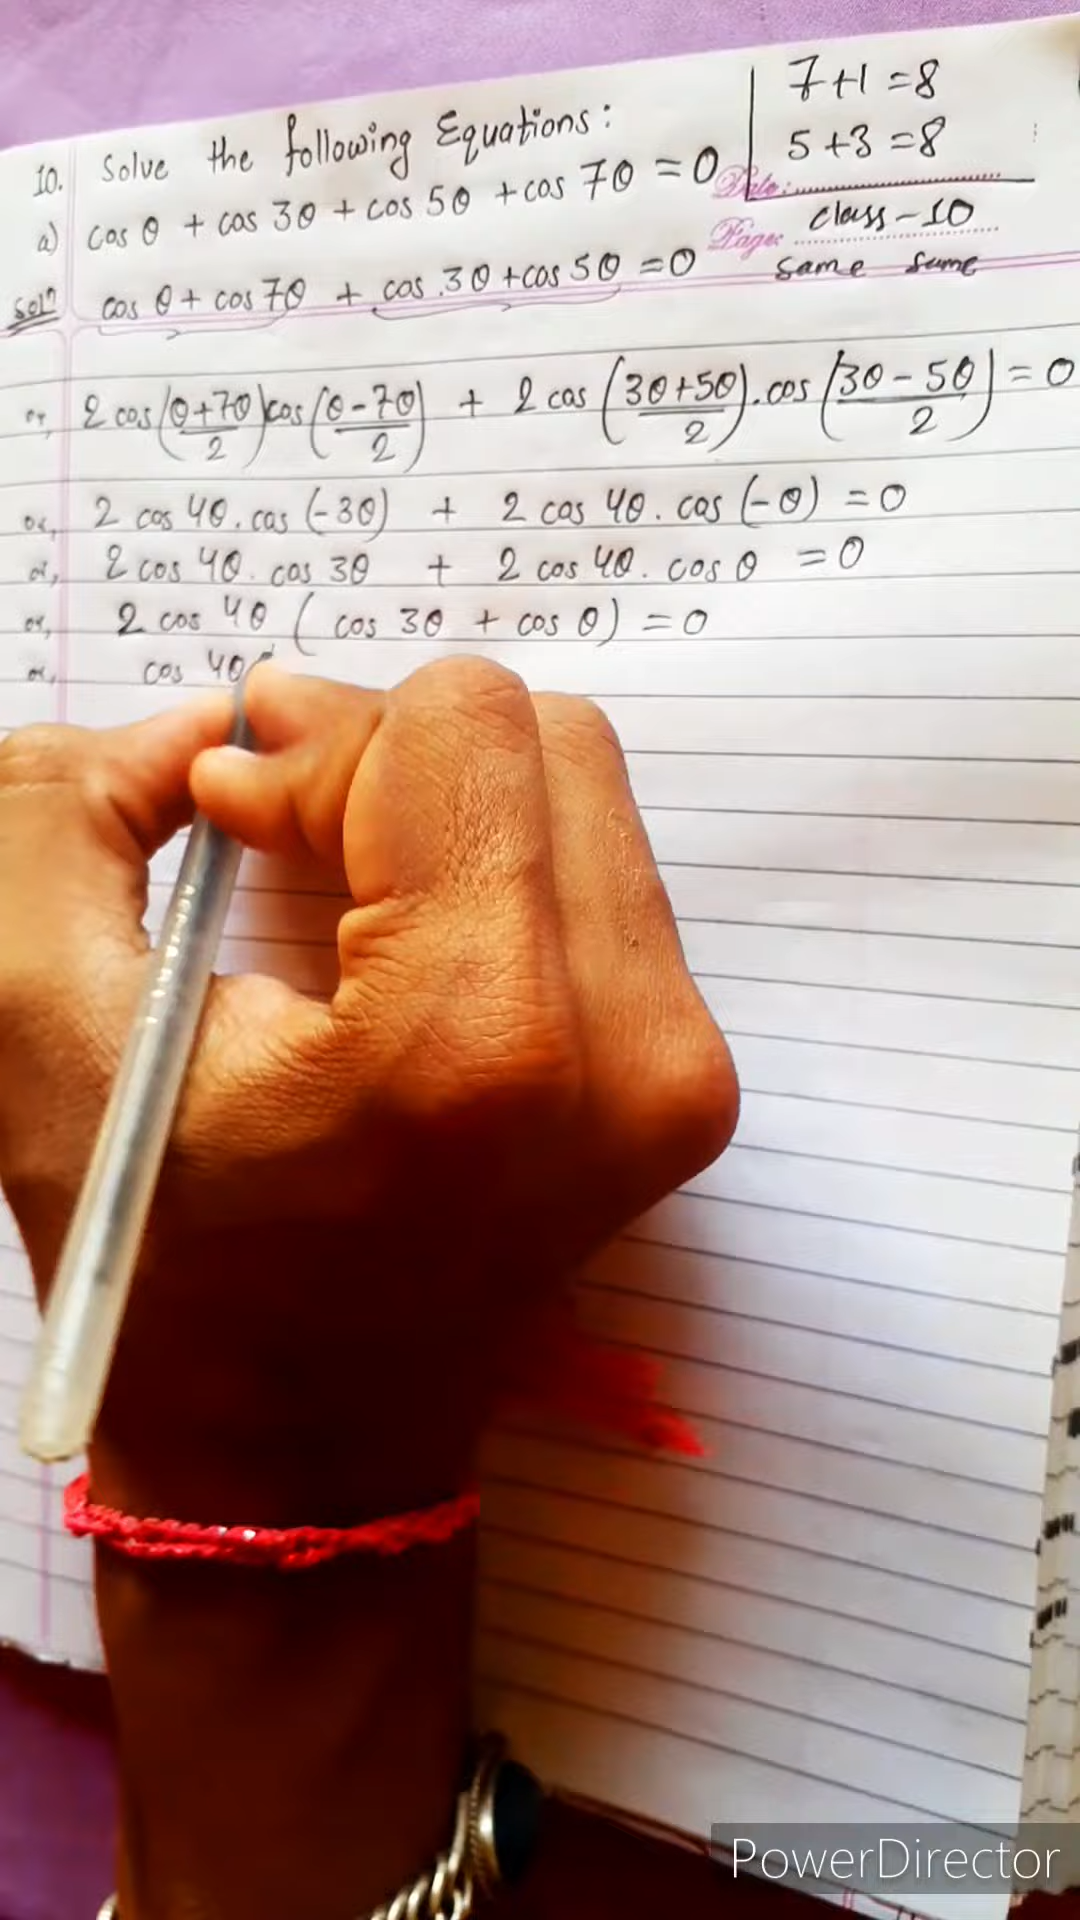 10. Solve the following Equations:
a) cos θ + cos 3θ + cos 5θ + cos 7θ = 0
7+1 = 8
5+3 = 8
Date:
Page:
class - 10
same sume
Solⁿ cos θ + cos 7θ + cos 3θ + cos 5θ = 0
or, 2 cos (θ+7θ/2) cos (θ-7θ/2) + 2 cos (3θ+5θ/2) . cos (3θ-5θ/2) = 0
or, 2 cos 4θ . cos (-3θ) + 2 cos 4θ . cos (-θ) = 0
or, 2 cos 4θ . cos 3θ + 2 cos 4θ . cos θ = 0
or, 2 cos 4θ ( cos 3θ + cos θ ) = 0
or, cos 4θ
PowerDirector